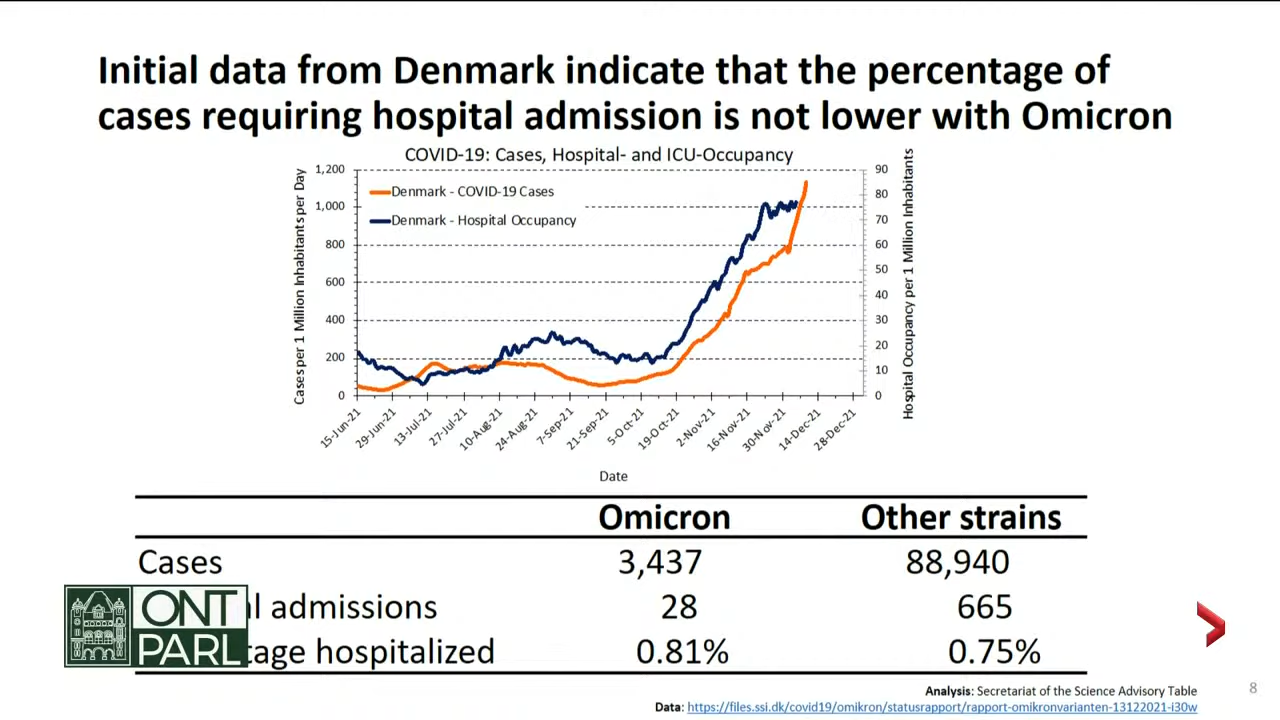 Initial data from Denmark indicate that the percentage of
cases requiring hospital admission is not lower with Omicron
COVID-19: Cases, Hospital- and ICU-Occupancy
Cases per 1 Million Inhabitants per Day
1,200
1,000
800
600
400
200
0
Denmark - COVID-19 Cases
Denmark - Hospital Occupancy
90
80
70
60
50
40
30
20
10
0
Hospital Occupancy per 1 Million Inhabitants
15-Jun-21
29-Jun-21
13-Jul-21
27-Jul-21
10-Aug-21
24-Aug-21
7-Sep-21
21-Sep-21
5-Oct-21
19-Oct-21
2-Nov-21
16-Nov-21
30-Nov-21
14-Dec-21
28-Dec-21
Date
Omicron Other strains
Cases 3,437 88,940
admissions 28 665
hospitalized 0.81% 0.75%
ONT
PARL
Analysis: Secretariat of the Science Advisory Table
Data: https://files.ssi.dk/covid19/omikron/statusrapport/rapport-omikronvarianten-13122021-i30w
8